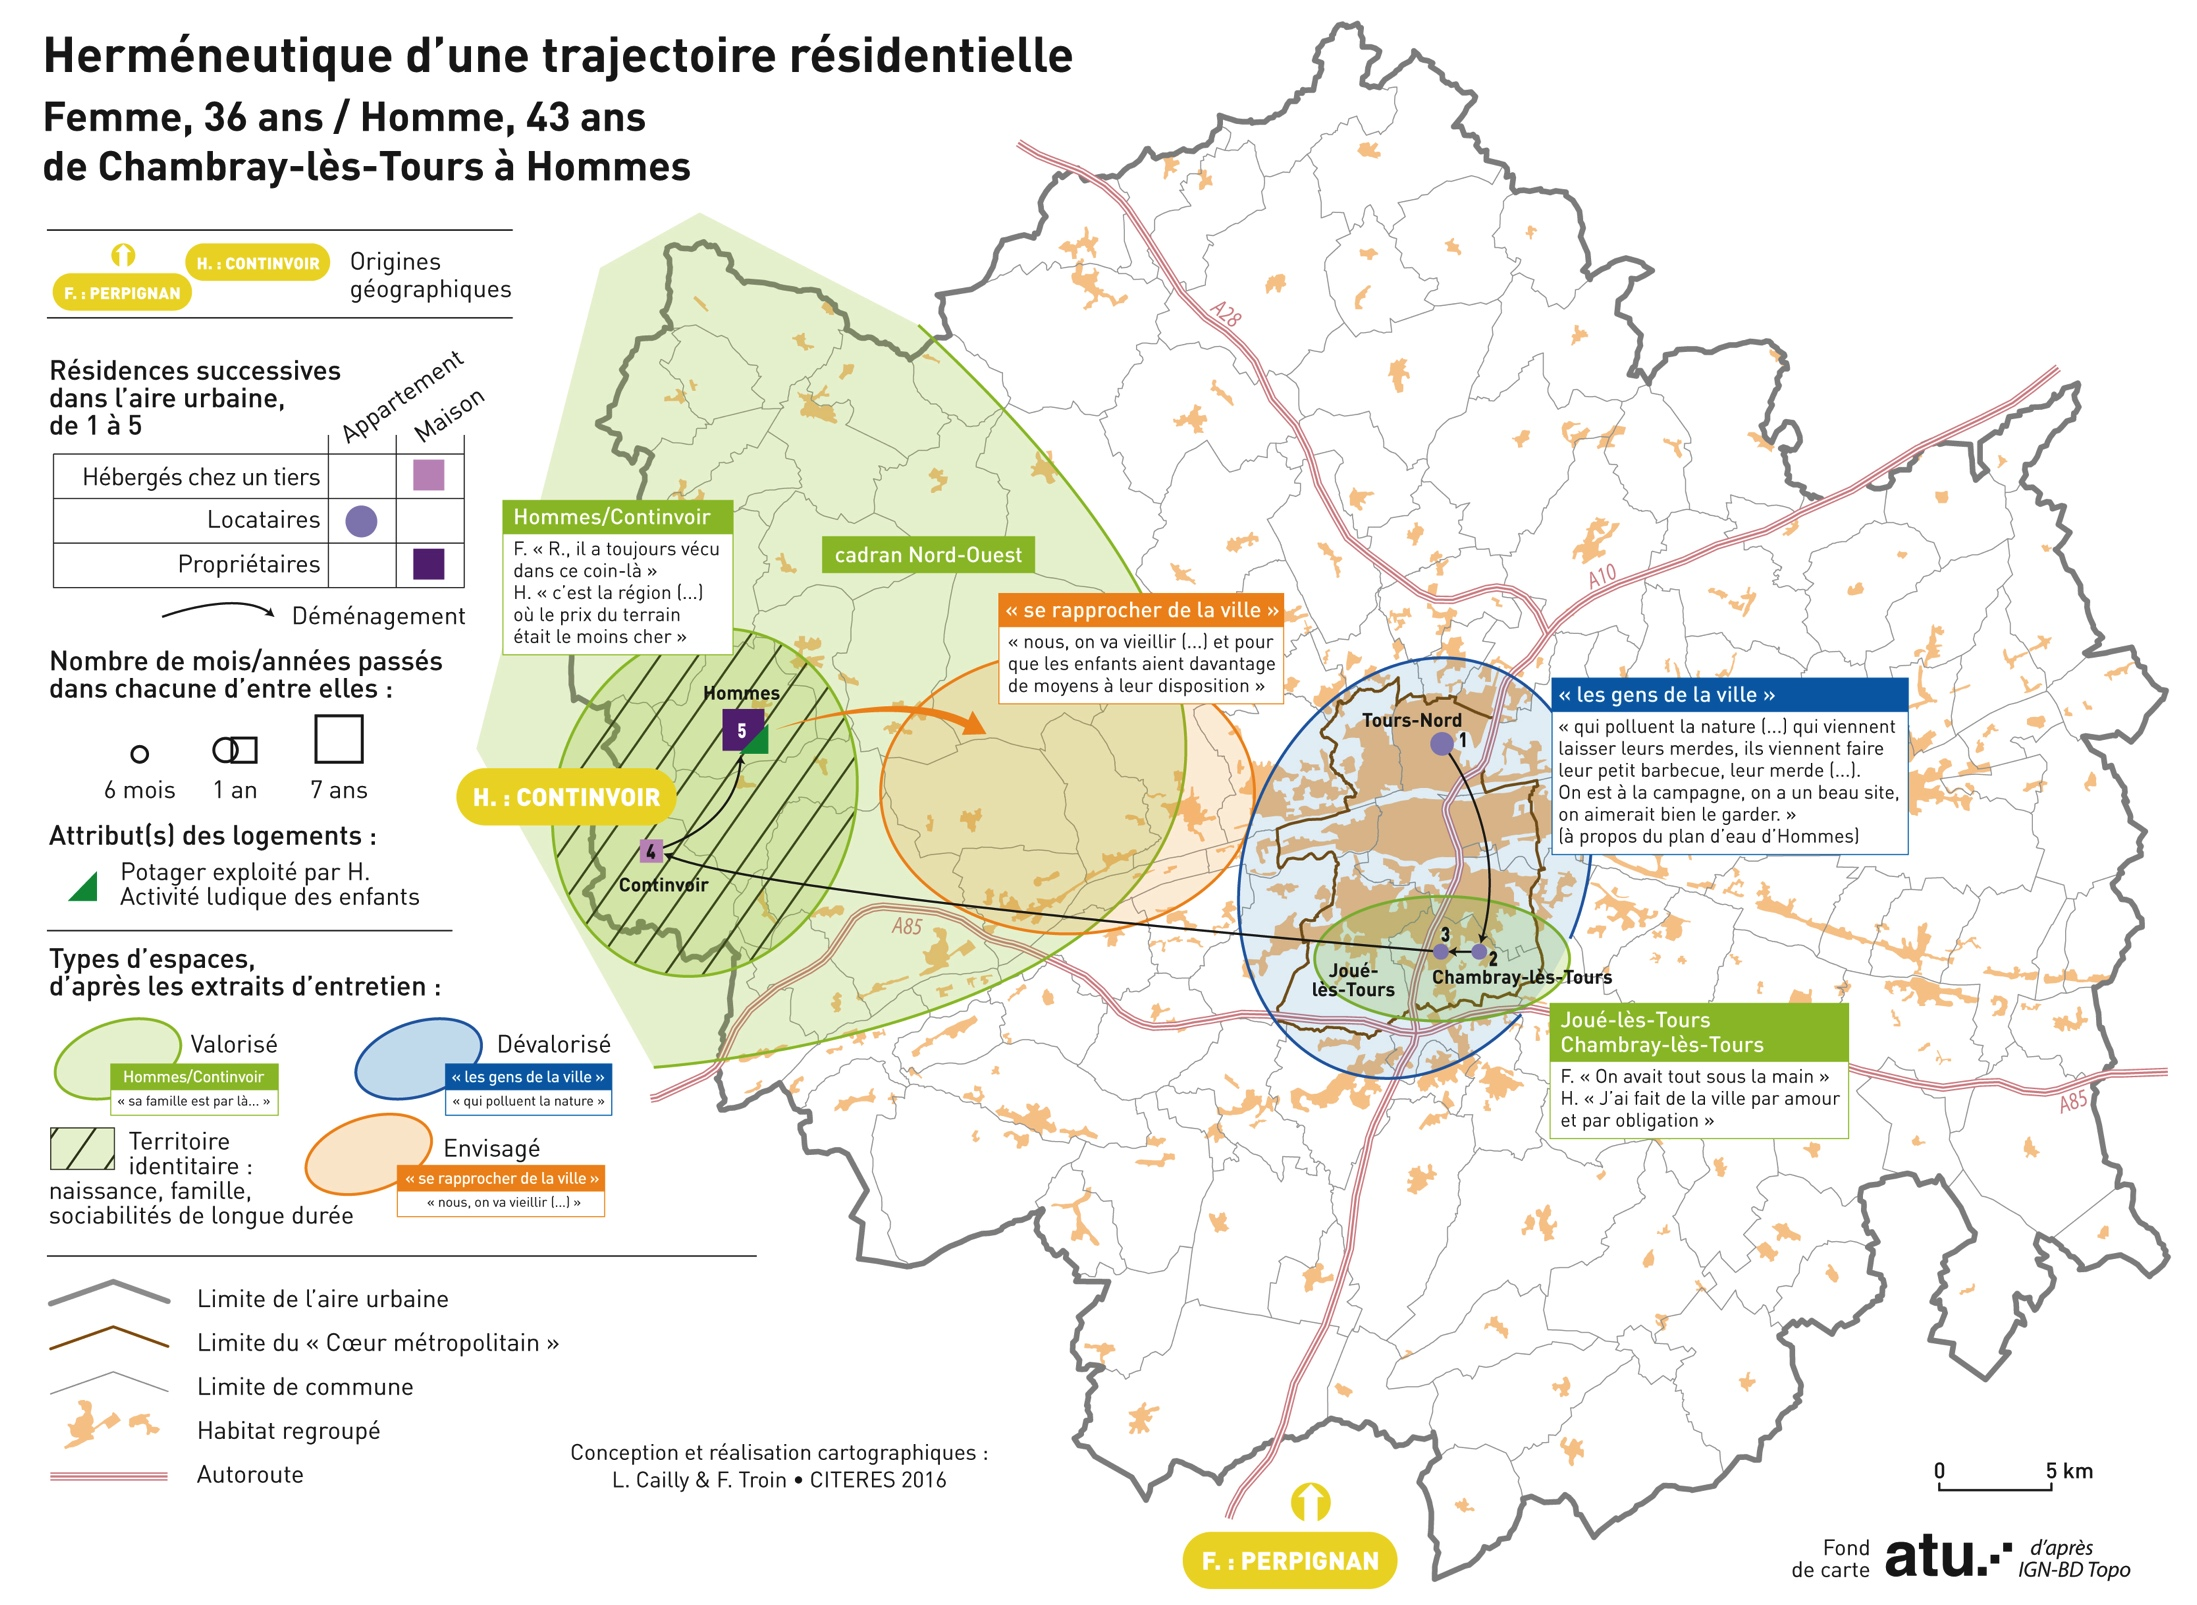 Herméneutique d’une trajectoire résidentielle
Femme, 36 ans / Homme, 43 ans
de Chambray-lès-Tours à Hommes
F. : PERPIGNAN
H. : CONTINVOIR
Origines
géographiques
Résidences successives
dans l’aire urbaine,
de 1 à 5
Appartement
Maison
Hébergés chez un tiers
Locataires
Propriétaires
Déménagement
Nombre de mois/années passés
dans chacune d’entre elles :
6 mois
1 an
7 ans
Attribut(s) des logements :
Potager exploité par H.
Activité ludique des enfants
Types d’espaces,
d’après les extraits d’entretien :
Valorisé
Hommes/Continvoir
« sa famille est par là... »
Dévalorisé
« les gens de la ville »
« qui polluent la nature »
Territoire
identitaire :
naissance, famille,
sociabilités de longue durée
Envisagé
« se rapprocher de la ville »
« nous, on va vieillir (...) »
Limite de l’aire urbaine
Limite du « Cœur métropolitain »
Limite de commune
Habitat regroupé
Autoroute
Conception et réalisation cartographiques :
L. Cailly & F. Troin • CITERES 2016
Hommes/Continvoir
F. « R., il a toujours vécu
dans ce coin-là »
H. « c’est la région (...)
où le prix du terrain
était le moins cher »
cadran Nord-Ouest
« se rapprocher de la ville »
« nous, on va vieillir (...) et pour
que les enfants aient davantage
de moyens à leur disposition »
« les gens de la ville »
« qui polluent la nature (...) qui viennent
laisser leurs merdes, ils viennent faire
leur petit barbecue, leur merde (...).
On est à la campagne, on a un beau site,
on aimerait bien le garder. »
(à propos du plan d’eau d’Hommes)
Hommes
5
H. : CONTINVOIR
4
Continvoir
Tours-Nord
1
3
2
Joué-
lès-Tours
Chambray-lès-Tours
Joué-lès-Tours
Chambray-lès-Tours
F. « On avait tout sous la main »
H. « J’ai fait de la ville par amour
et par obligation »
A28
A10
A85
A85
F. : PERPIGNAN
0
5 km
Fond
de carte
atu
d’après
IGN-BD Topo